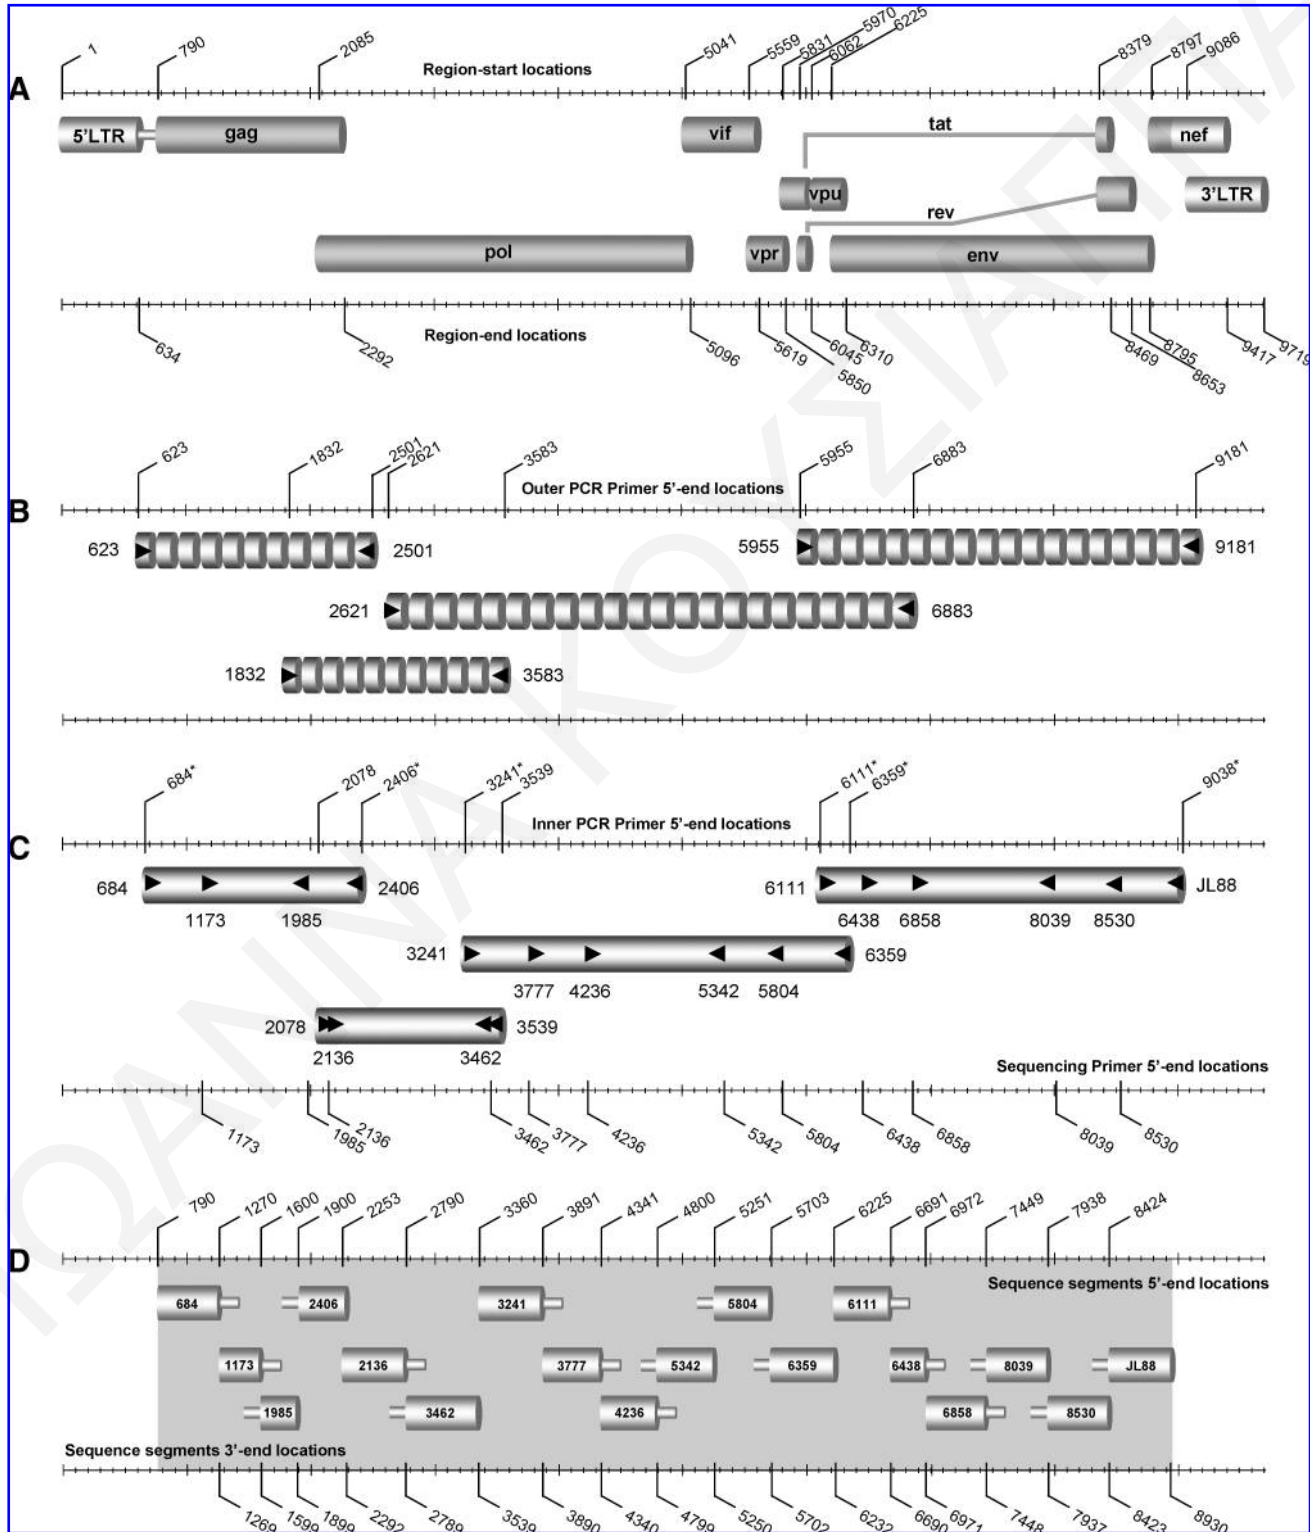 1 790 2085 5041 5559 5831 5970 6062 6225 8379 8797 9086
Region-start locations
A
5'LTR gag vif tat nef
vpu 3'LTR
rev
pol vpr env
Region-end locations
634 2292 5096 5619 5850 6045 6310 8469 8795 8653 9417 9719
623 1832 2501 2621 3583 5955 6883 9181
Outer PCR Primer 5'-end locations
B
623 2501 5955 9181
2621 6883
1832 3583
684* 2078 2406* 3241* 3539 6111* 6359* 9038*
Inner PCR Primer 5'-end locations
C
684 2406 6111 JL88
1173 1985 6438 6858 8039 8530
3241 6359
3777 4236 5342 5804
2078 3539
2136 3462
Sequencing Primer 5'-end locations
1173 1985 2136 3462 3777 4236 5342 5804 6438 6858 8039 8530
790 1270 1600 1900 2253 2790 3360 3891 4341 4800 5251 5703 6225 6691 6972 7449 7938 8424
D
Sequence segments 5'-end locations
684 2406 3241 5804 6111
1173 2136 3777 5342 6359 6438 8039 JL88
1985 3462 4236 6858 8530
Sequence segments 3'-end locations
1269 1599 1899 2292 2789 3539 3890 4340 4799 5250 5702 6232 6690 6971 7448 7937 8423 8930
ΙΩΑΝΝΑ ΚΟΥΣΙΑΠΠΑ